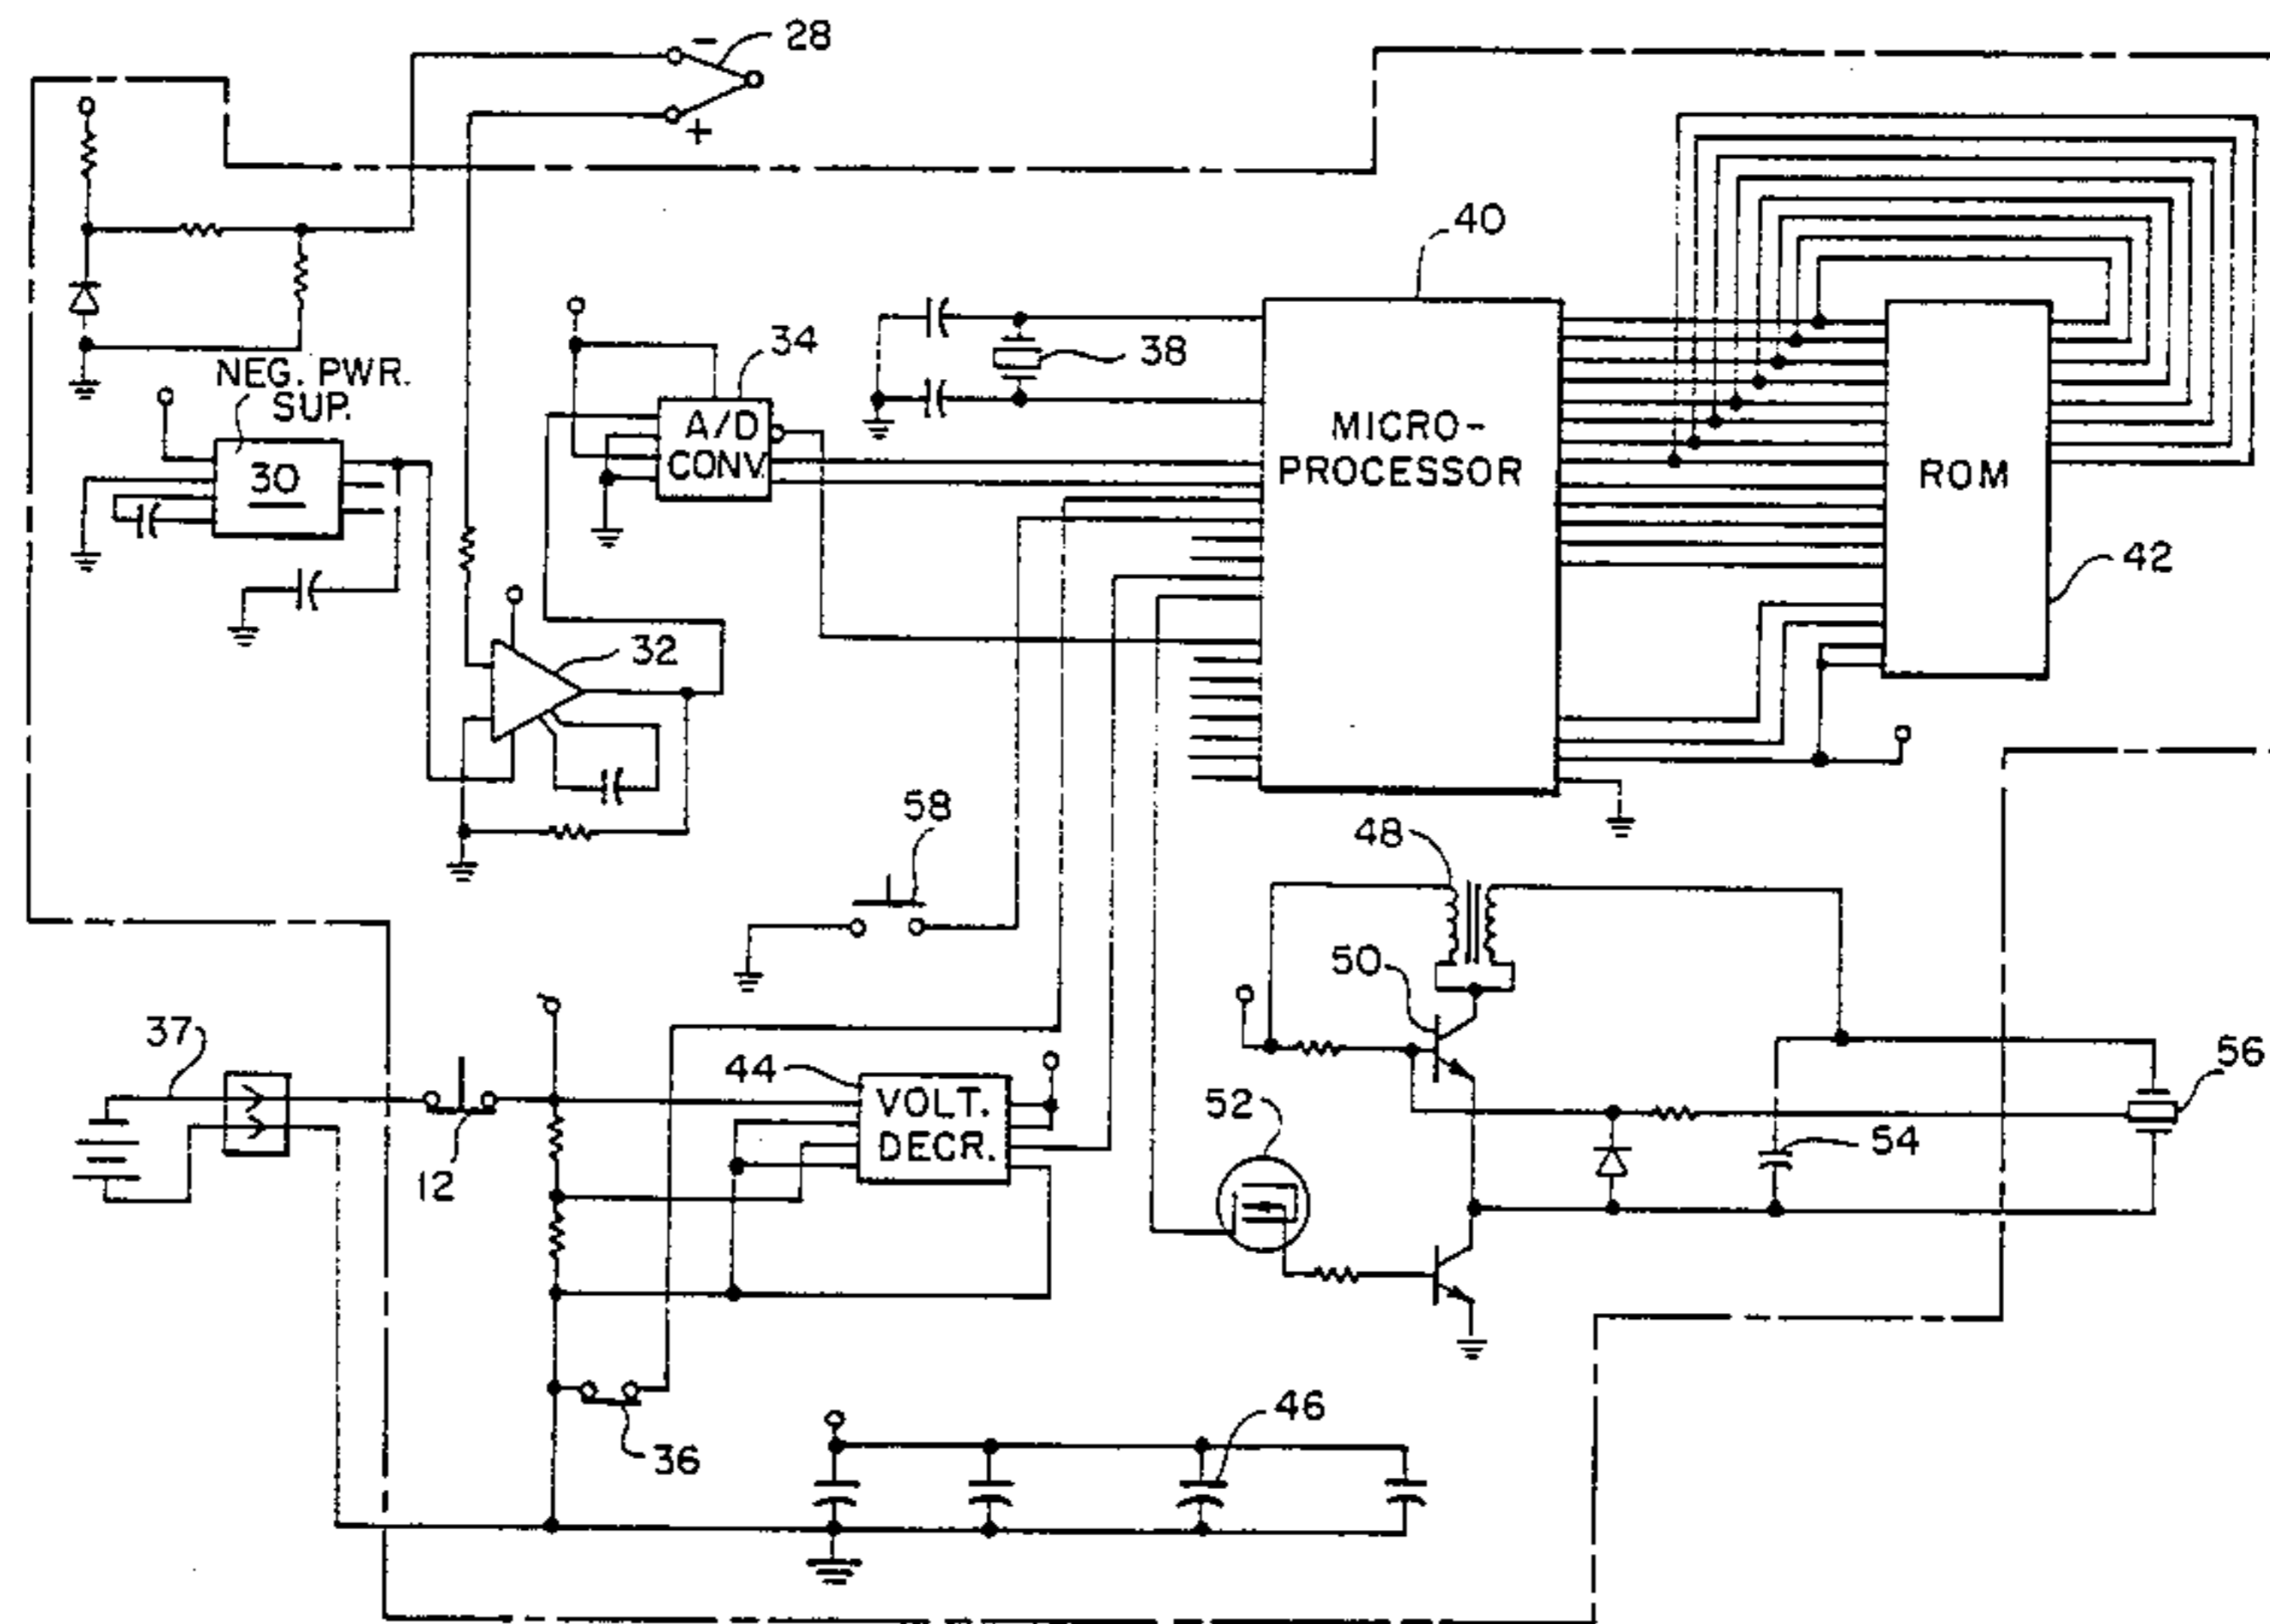 28
-
+
40
38
34
NEG. PWR.
SUP.
30
A/D
CONV.
MICRO-
PROCESSOR
ROM
42
32
58
48
50
37
12
44
VOLT.
DECR.
52
54
56
36
46